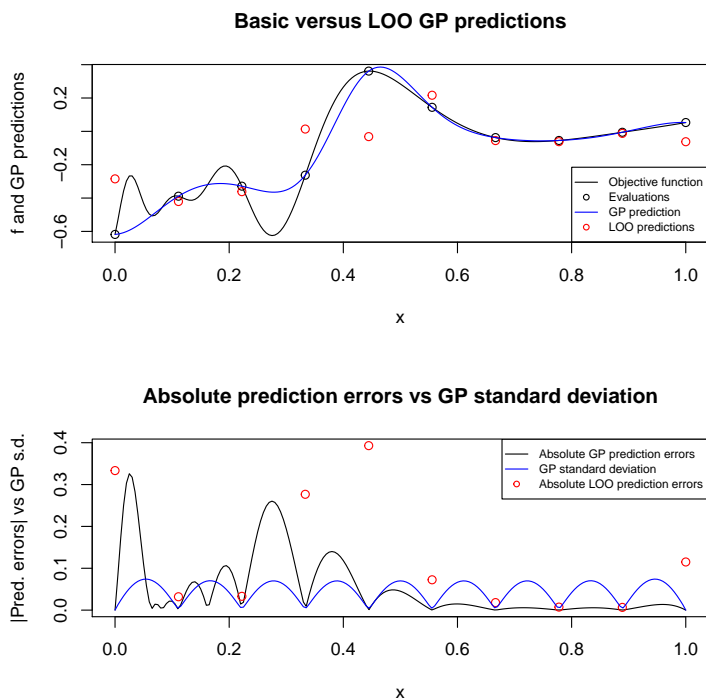 Basic versus LOO GP predictions
f and GP predictions
0.2
−0.2
−0.6
Objective function
Evaluations
GP prediction
LOO predictions
0.0 0.2 0.4 0.6 0.8 1.0
x
Absolute prediction errors vs GP standard deviation
|Pred. errors| vs GP s.d.
0.4
0.3
0.2
0.1
0.0
Absolute GP prediction errors
GP standard deviation
Absolute LOO prediction errors
0.0 0.2 0.4 0.6 0.8 1.0
x